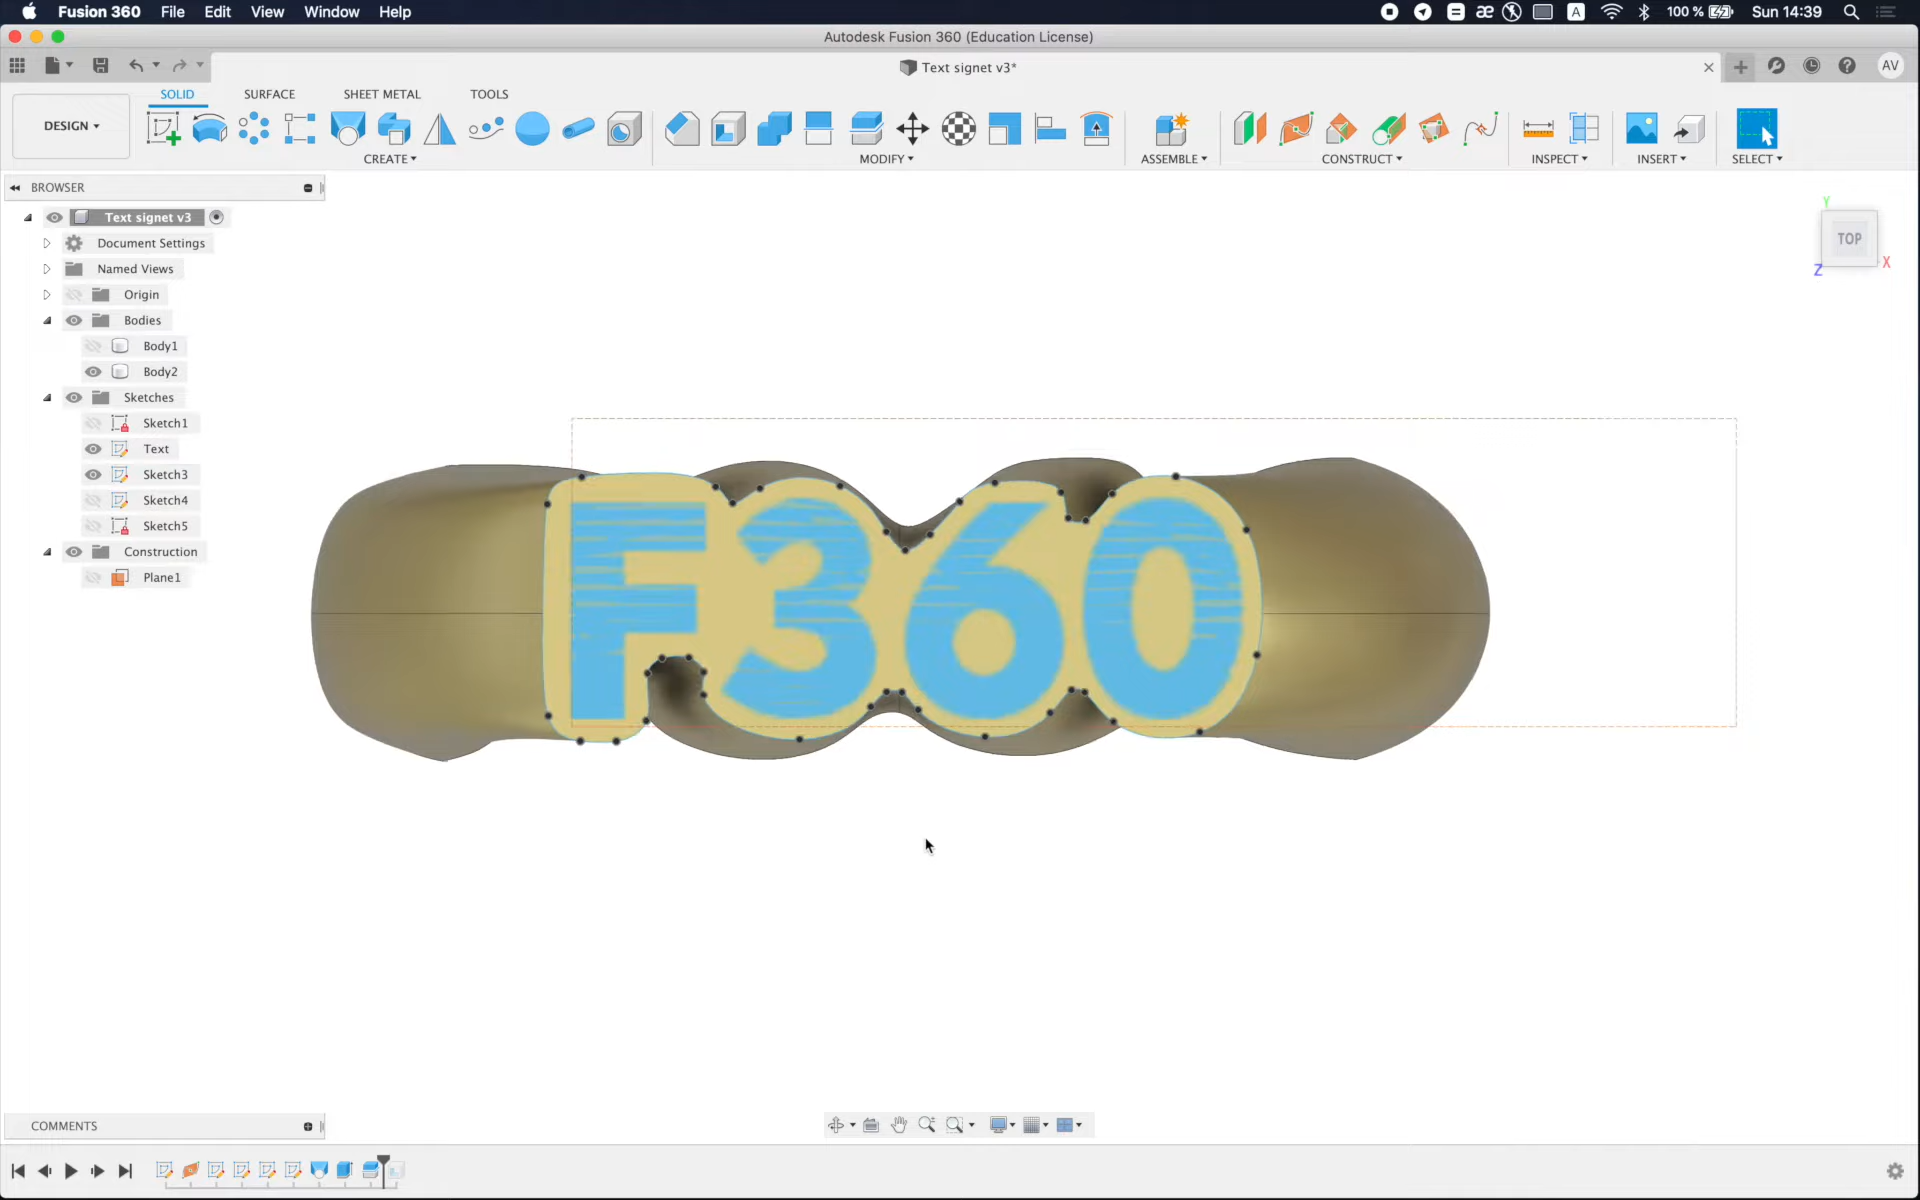 Fusion 360 File Edit View Window Help æ A 100 % Sun 14:39
Autodesk Fusion 360 (Education License)
Text signet v3*
AV
DESIGN
SOLID SURFACE SHEET METAL TOOLS
CREATE MODIFY ASSEMBLE CONSTRUCT INSPECT INSERT SELECT
BROWSER
Text signet v3
Document Settings
Named Views
Origin
Bodies
Body1
Body2
Sketches
Sketch1
Text
Sketch3
Sketch4
Sketch5
Construction
Plane1
Y
TOP
X
Z
F360
COMMENTS